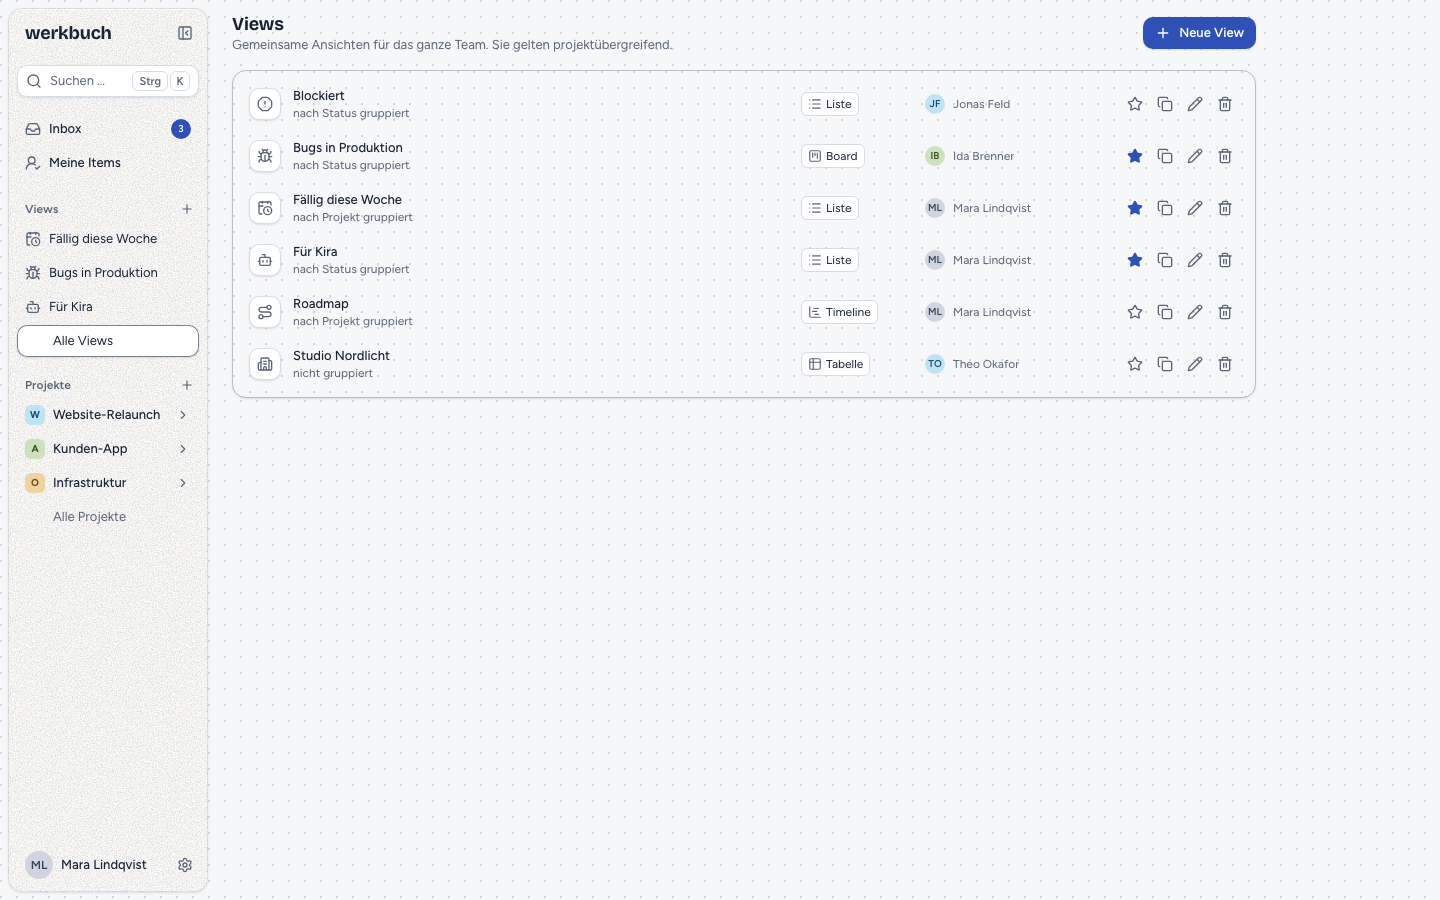 werkbuch
Suchen ... Strg K
Inbox 3
Meine Items
Views
Fällig diese Woche
Bugs in Produktion
Für Kira
Alle Views
Projekte
W Website-Relaunch
A Kunden-App
O Infrastruktur
Alle Projekte
ML Mara Lindqvist
Views
Gemeinsame Ansichten für das ganze Team. Sie gelten projektübergreifend.
Neue View
Blockiert
nach Status gruppiert
Liste
JF Jonas Feld
Bugs in Produktion
nach Status gruppiert
Board
IB Ida Brenner
Fällig diese Woche
nach Projekt gruppiert
Liste
ML Mara Lindqvist
Für Kira
nach Status gruppiert
Liste
ML Mara Lindqvist
Roadmap
nach Projekt gruppiert
Timeline
ML Mara Lindqvist
Studio Nordlicht
nicht gruppiert
Tabelle
TO Theo Okafor